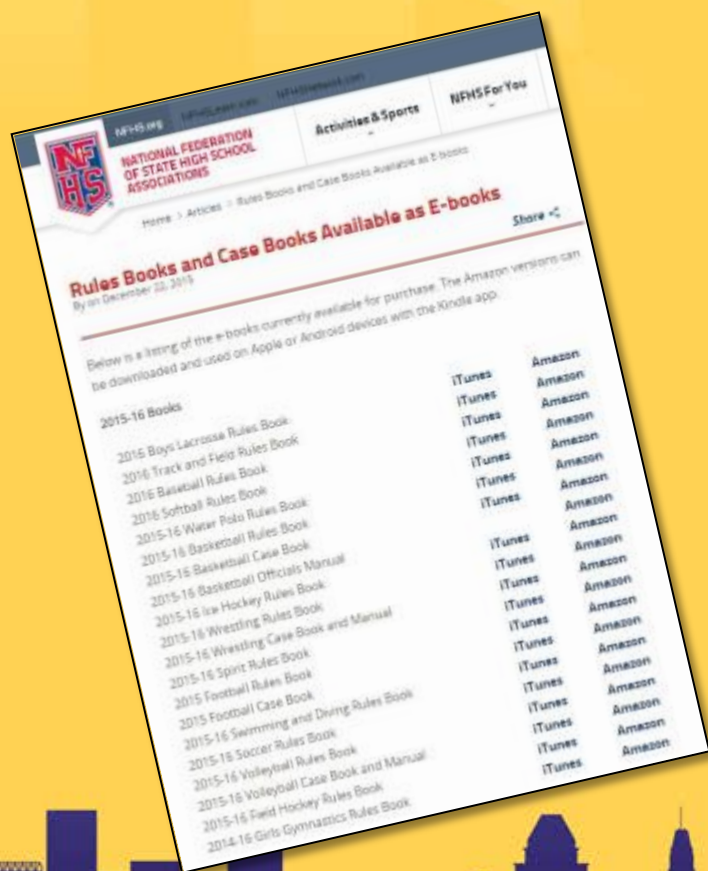 NFHS.org NFHSLearn.com NFHSNetwork.com
NF
HS
NATIONAL FEDERATION
OF STATE HIGH SCHOOL
ASSOCIATIONS
Activities & Sports
NFHS For You
Home > Articles > Rules Books and Case Books Available as E-books
Rules Books and Case Books Available as E-books
By on December 22, 2015
Share
Below is a listing of the e-books currently available for purchase. The Amazon versions can
be downloaded and used on Apple or Android devices with the Kindle app.
2015-16 Books
2016 Boys Lacrosse Rules Book iTunes Amazon
2016 Track and Field Rules Book iTunes Amazon
2016 Baseball Rules Book iTunes Amazon
2016 Softball Rules Book iTunes Amazon
2015-16 Water Polo Rules Book iTunes Amazon
2015-16 Basketball Rules Book iTunes Amazon
2015-16 Basketball Case Book iTunes Amazon
2015-16 Basketball Officials Manual Amazon
2015-16 Ice Hockey Rules Book iTunes Amazon
2015-16 Wrestling Rules Book iTunes Amazon
2015-16 Wrestling Case Book and Manual iTunes Amazon
2015-16 Spirit Rules Book iTunes Amazon
2015 Football Rules Book iTunes Amazon
2015 Football Case Book iTunes Amazon
2015-16 Swimming and Diving Rules Book iTunes Amazon
2015-16 Soccer Rules Book iTunes Amazon
2015-16 Volleyball Rules Book iTunes Amazon
2015-16 Volleyball Case Book and Manual iTunes Amazon
2015-16 Field Hockey Rules Book iTunes Amazon
2014-16 Girls Gymnastics Rules Book iTunes Amazon